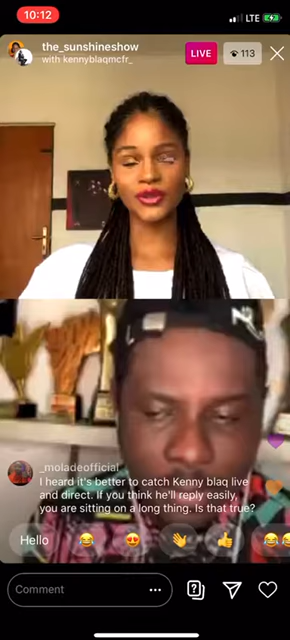 10:12
LTE
the_sunshineshow
with kennyblaqmcfr_
LIVE
113
_moladeofficial
I heard it's better to catch Kenny blaq live
and direct. If you think he'll reply easily,
you are sitting on a long thing. Is that true?
Hello
Comment